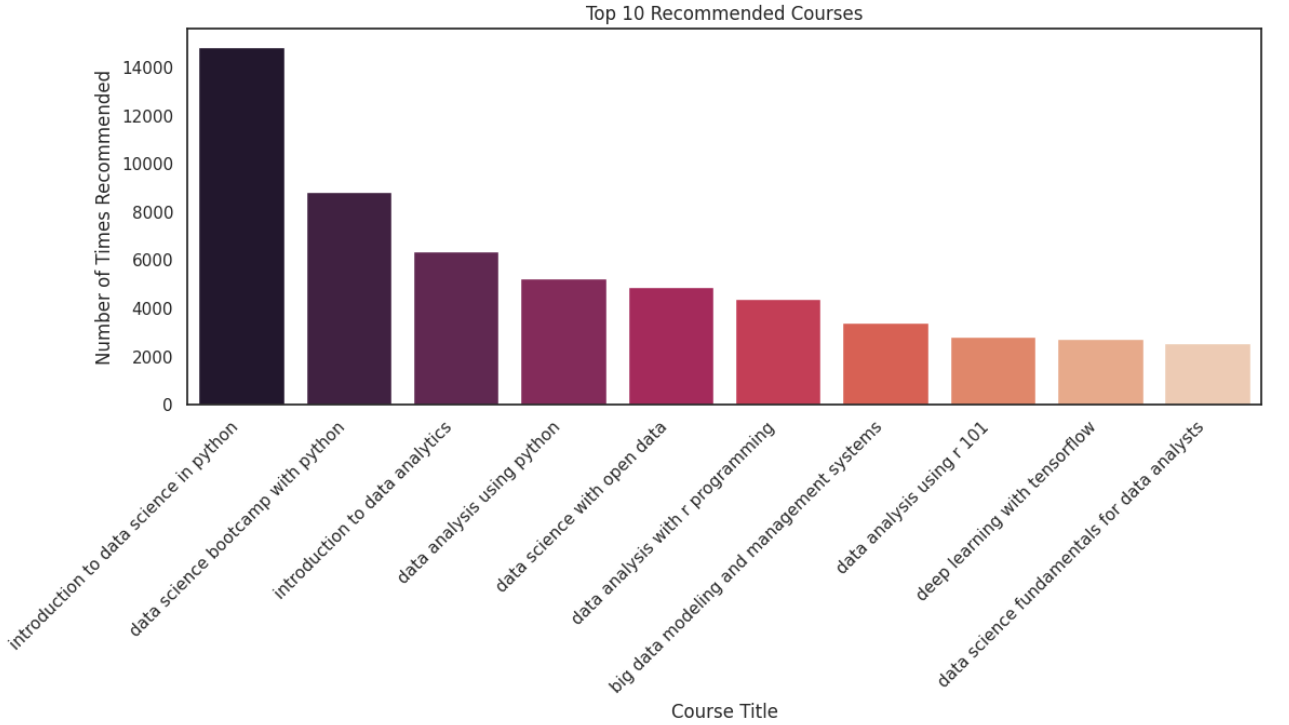 Top 10 Recommended Courses
Number of Times Recommended
14000
12000
10000
8000
6000
4000
2000
0
introduction to data science in python
data science bootcamp with python
introduction to data analytics
data analysis using python
data science with open data
data analysis with r programming
big data modeling and management systems
data analysis using r 101
deep learning with tensorflow
data science fundamentals for data analysts
Course Title